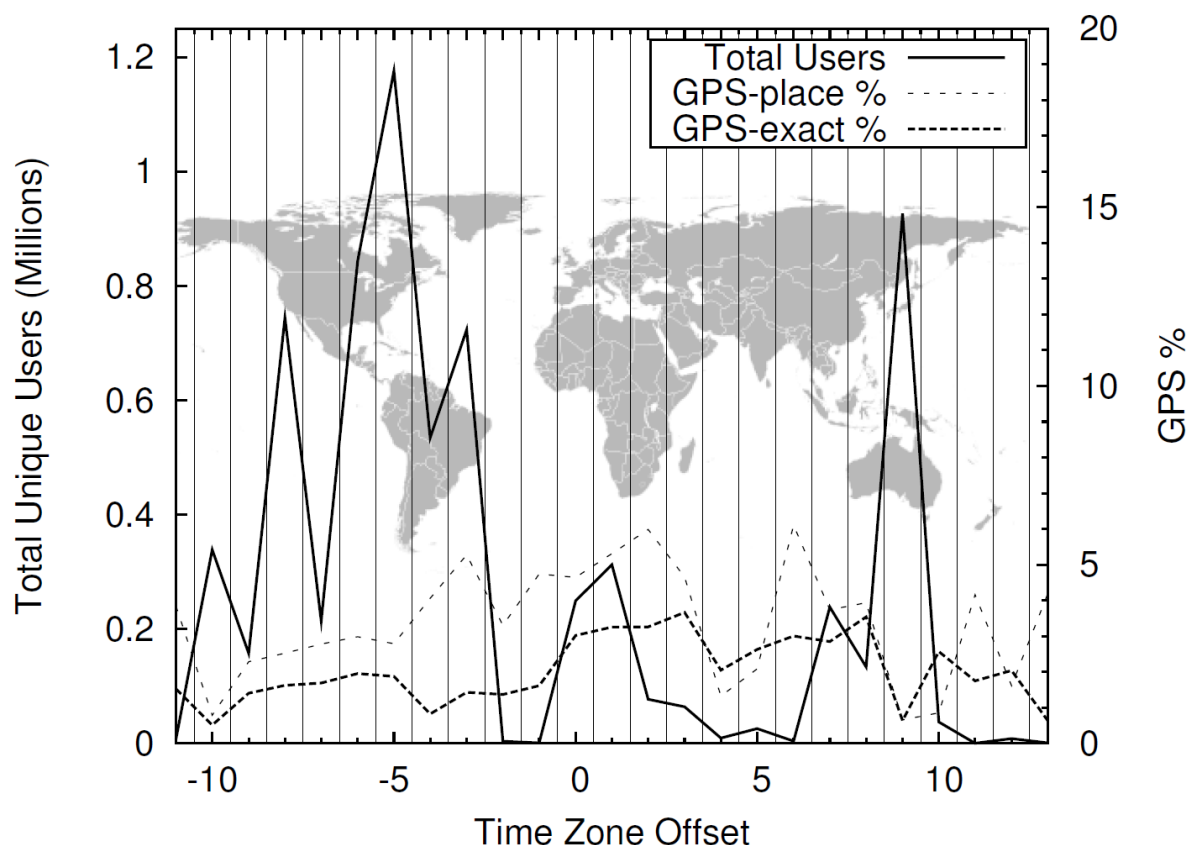 Total Users
GPS-place %
GPS-exact %
Total Unique Users (Millions)
1.2
1
0.8
0.6
0.4
0.2
0
GPS %
20
15
10
5
0
-10 -5 0 5 10
Time Zone Offset